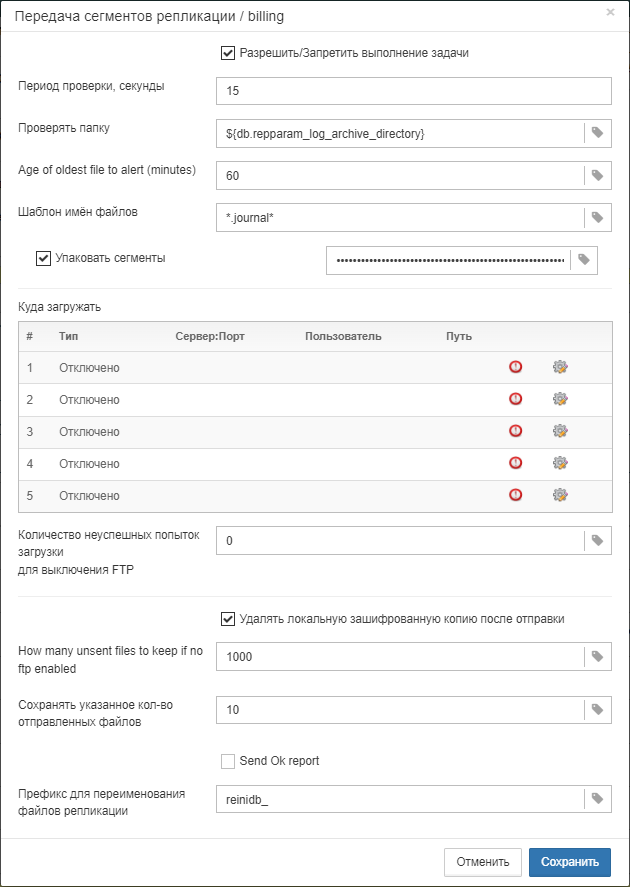 Передача сегментов репликации / billing
×
Разрешить/Запретить выполнение задачи
Период проверки, секунды
15
Проверять папку
${db.repparam_log_archive_directory}
Age of oldest file to alert (minutes)
60
Шаблон имён файлов
*.journal*
Упаковать сегменты
Куда загружать
# Тип Сервер:Порт Пользователь Путь
1 Отключено
2 Отключено
3 Отключено
4 Отключено
5 Отключено
Количество неуспешных попыток
загрузки
для выключения FTP
0
Удалять локальную зашифрованную копию после отправки
How many unsent files to keep if no
ftp enabled
1000
Сохранять указанное кол-во
отправленных файлов
10
Send Ok report
Префикс для переименования
файлов репликации
reinidb_
Отменить
Сохранить